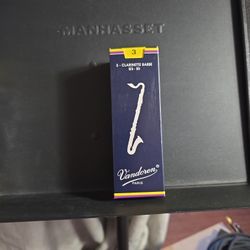 MANHASSET
3
5 - CLARINETTE BASSE
Vandoren
PARIS